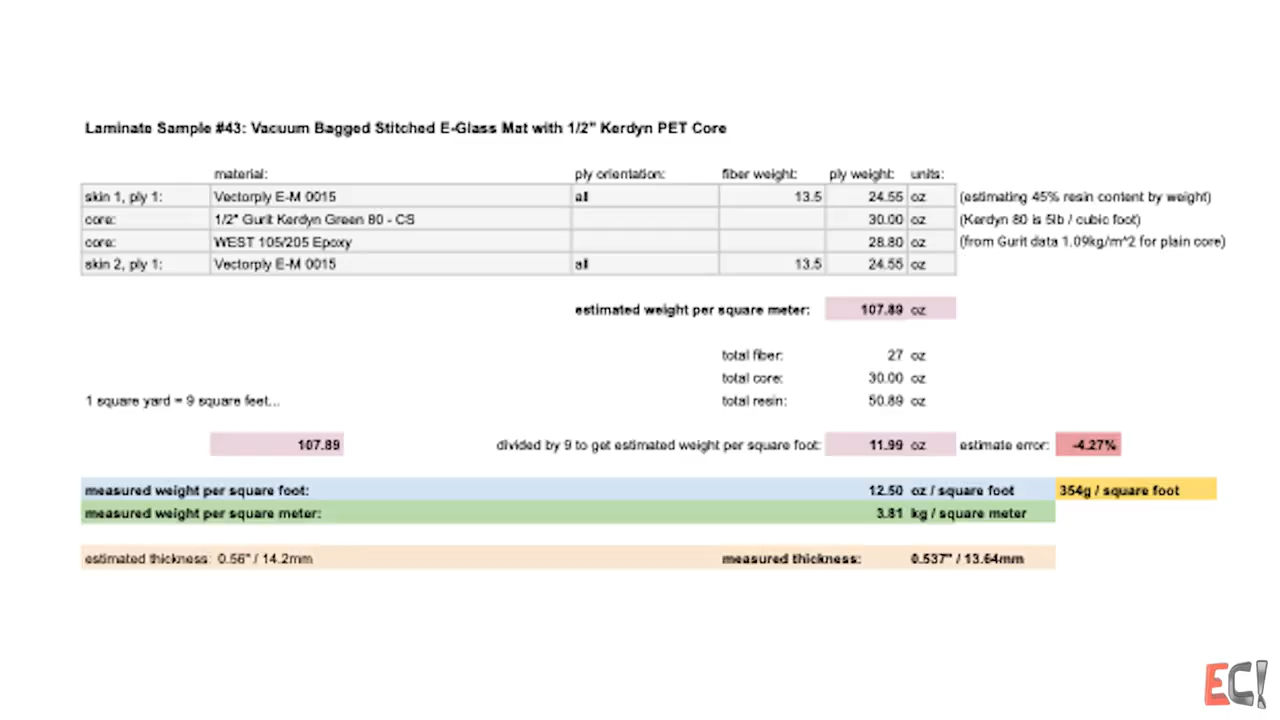 Laminate Sample #43: Vacuum Bagged Stitched E-Glass Mat with 1/2" Kerdyn PET Core
material: ply orientation: fiber weight: ply weight: units:
skin 1, ply 1: Vectorply E-M 0015 all 13.5 24.55 oz (estimating 45% resin content by weight)
core: 1/2" Gurit Kerdyn Green 80 - CS 30.00 oz (Kerdyn 80 is 5lb / cubic foot)
core: WEST 105/205 Epoxy 28.80 oz (from Gurit data 1.09kg/m^2 for plain core)
skin 2, ply 1: Vectorply E-M 0015 all 13.5 24.55 oz
estimated weight per square meter: 107.89 oz
total fiber: 27 oz
total core: 30.00 oz
1 square yard = 9 square feet... total resin: 50.89 oz
107.89 divided by 9 to get estimated weight per square foot: 11.99 oz estimate error: -4.27%
measured weight per square foot: 12.50 oz / square foot 354g / square foot
measured weight per square meter: 3.81 kg / square meter
estimated thickness: 0.56" / 14.2mm measured thickness: 0.537" / 13.64mm
EC!